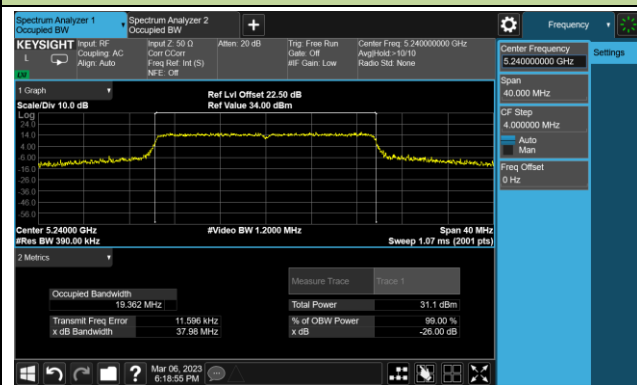 Spectrum Analyzer 1
Occupied BW
Spectrum Analyzer 2
Occupied BW
+
Frequency
KEYSIGHT
L
Input: RF
Coupling: AC
Align: Auto
Input Z: 50 Ω
Corr CCorr
Freq Ref: Int (S)
NFE: Off
Atten: 20 dB
Trig: Free Run
Gate: Off
#IF Gain: Low
Center Freq: 5.240000000 GHz
Avg|Hold:>10/10
Radio Std: None
Center Frequency
5.240000000 GHz
Settings
Span
40.000 MHz
CF Step
4.000000 MHz
Auto
Man
Freq Offset
0 Hz
1 Graph
Ref Lvl Offset 22.50 dB
Scale/Div 10.0 dB
Ref Value 34.00 dBm
Log
24.0
14.0
4.00
-6.00
-16.0
-26.0
-36.0
-46.0
-56.0
Center 5.24000 GHz
#Video BW 1.2000 MHz
Span 40 MHz
#Res BW 390.00 kHz
Sweep 1.07 ms (2001 pts)
2 Metrics
Measure Trace
Trace 1
Occupied Bandwidth
19.362 MHz
Total Power
31.1 dBm
Transmit Freq Error
11.596 kHz
% of OBW Power
99.00 %
x dB Bandwidth
37.98 MHz
x dB
-26.00 dB
?
Mar 06, 2023
6:18:55 PM